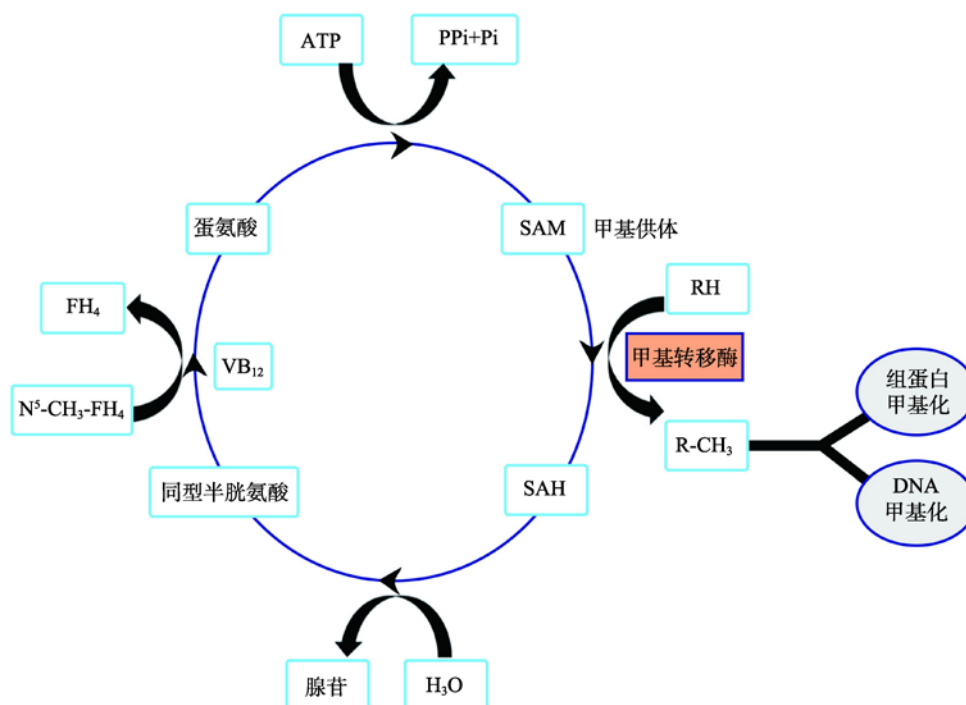 ATP
PPi+Pi
蛋氨酸
SAM 甲基供体
FH₄
RH
VB₁₂
甲基转移酶
N⁵-CH₃-FH₄
组蛋白
甲基化
R-CH₃
同型半胱氨酸
SAH
DNA
甲基化
腺苷
H₃O